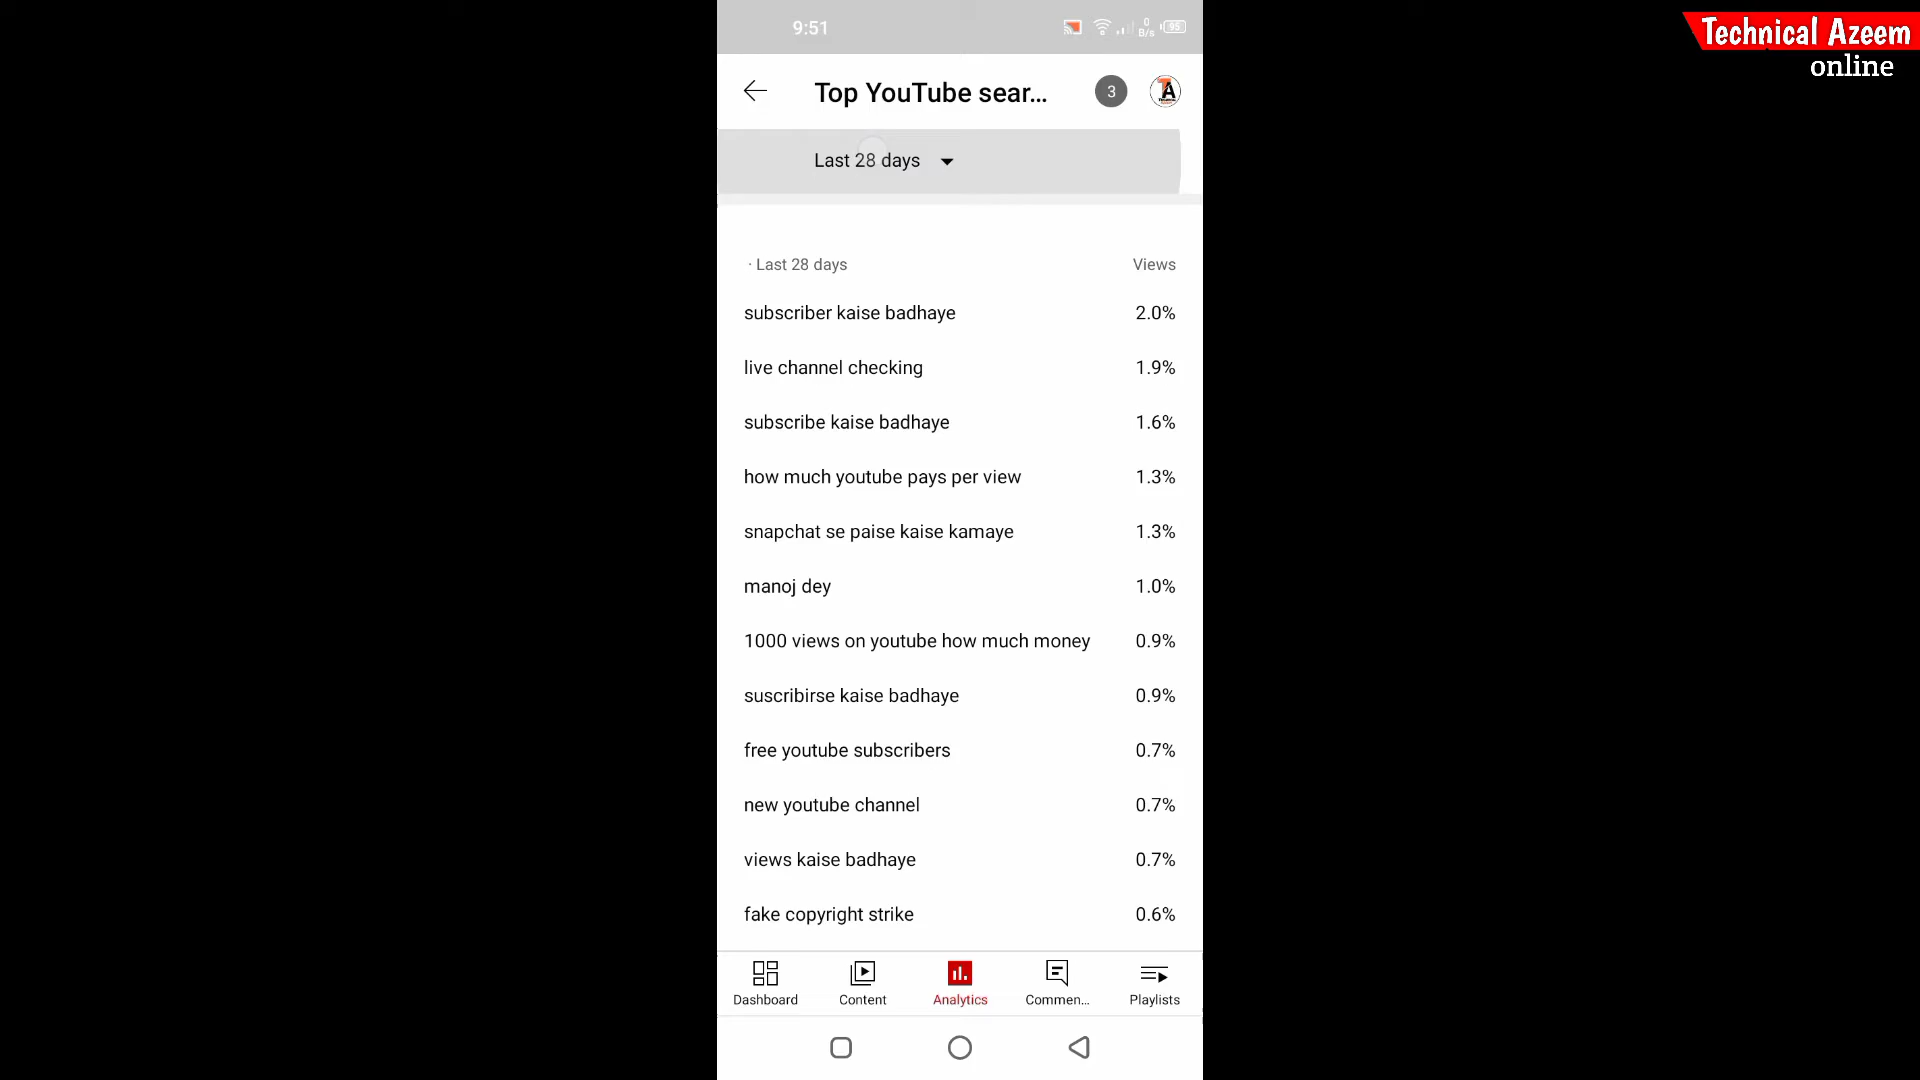 Technical Azeem
online
9:51
0
B/s
95
Top YouTube sear...
3
TA
Last 28 days
· Last 28 days Views
subscriber kaise badhaye 2.0%
live channel checking 1.9%
subscribe kaise badhaye 1.6%
how much youtube pays per view 1.3%
snapchat se paise kaise kamaye 1.3%
manoj dey 1.0%
1000 views on youtube how much money 0.9%
suscribirse kaise badhaye 0.9%
free youtube subscribers 0.7%
new youtube channel 0.7%
views kaise badhaye 0.7%
fake copyright strike 0.6%
Dashboard Content Analytics Commen... Playlists